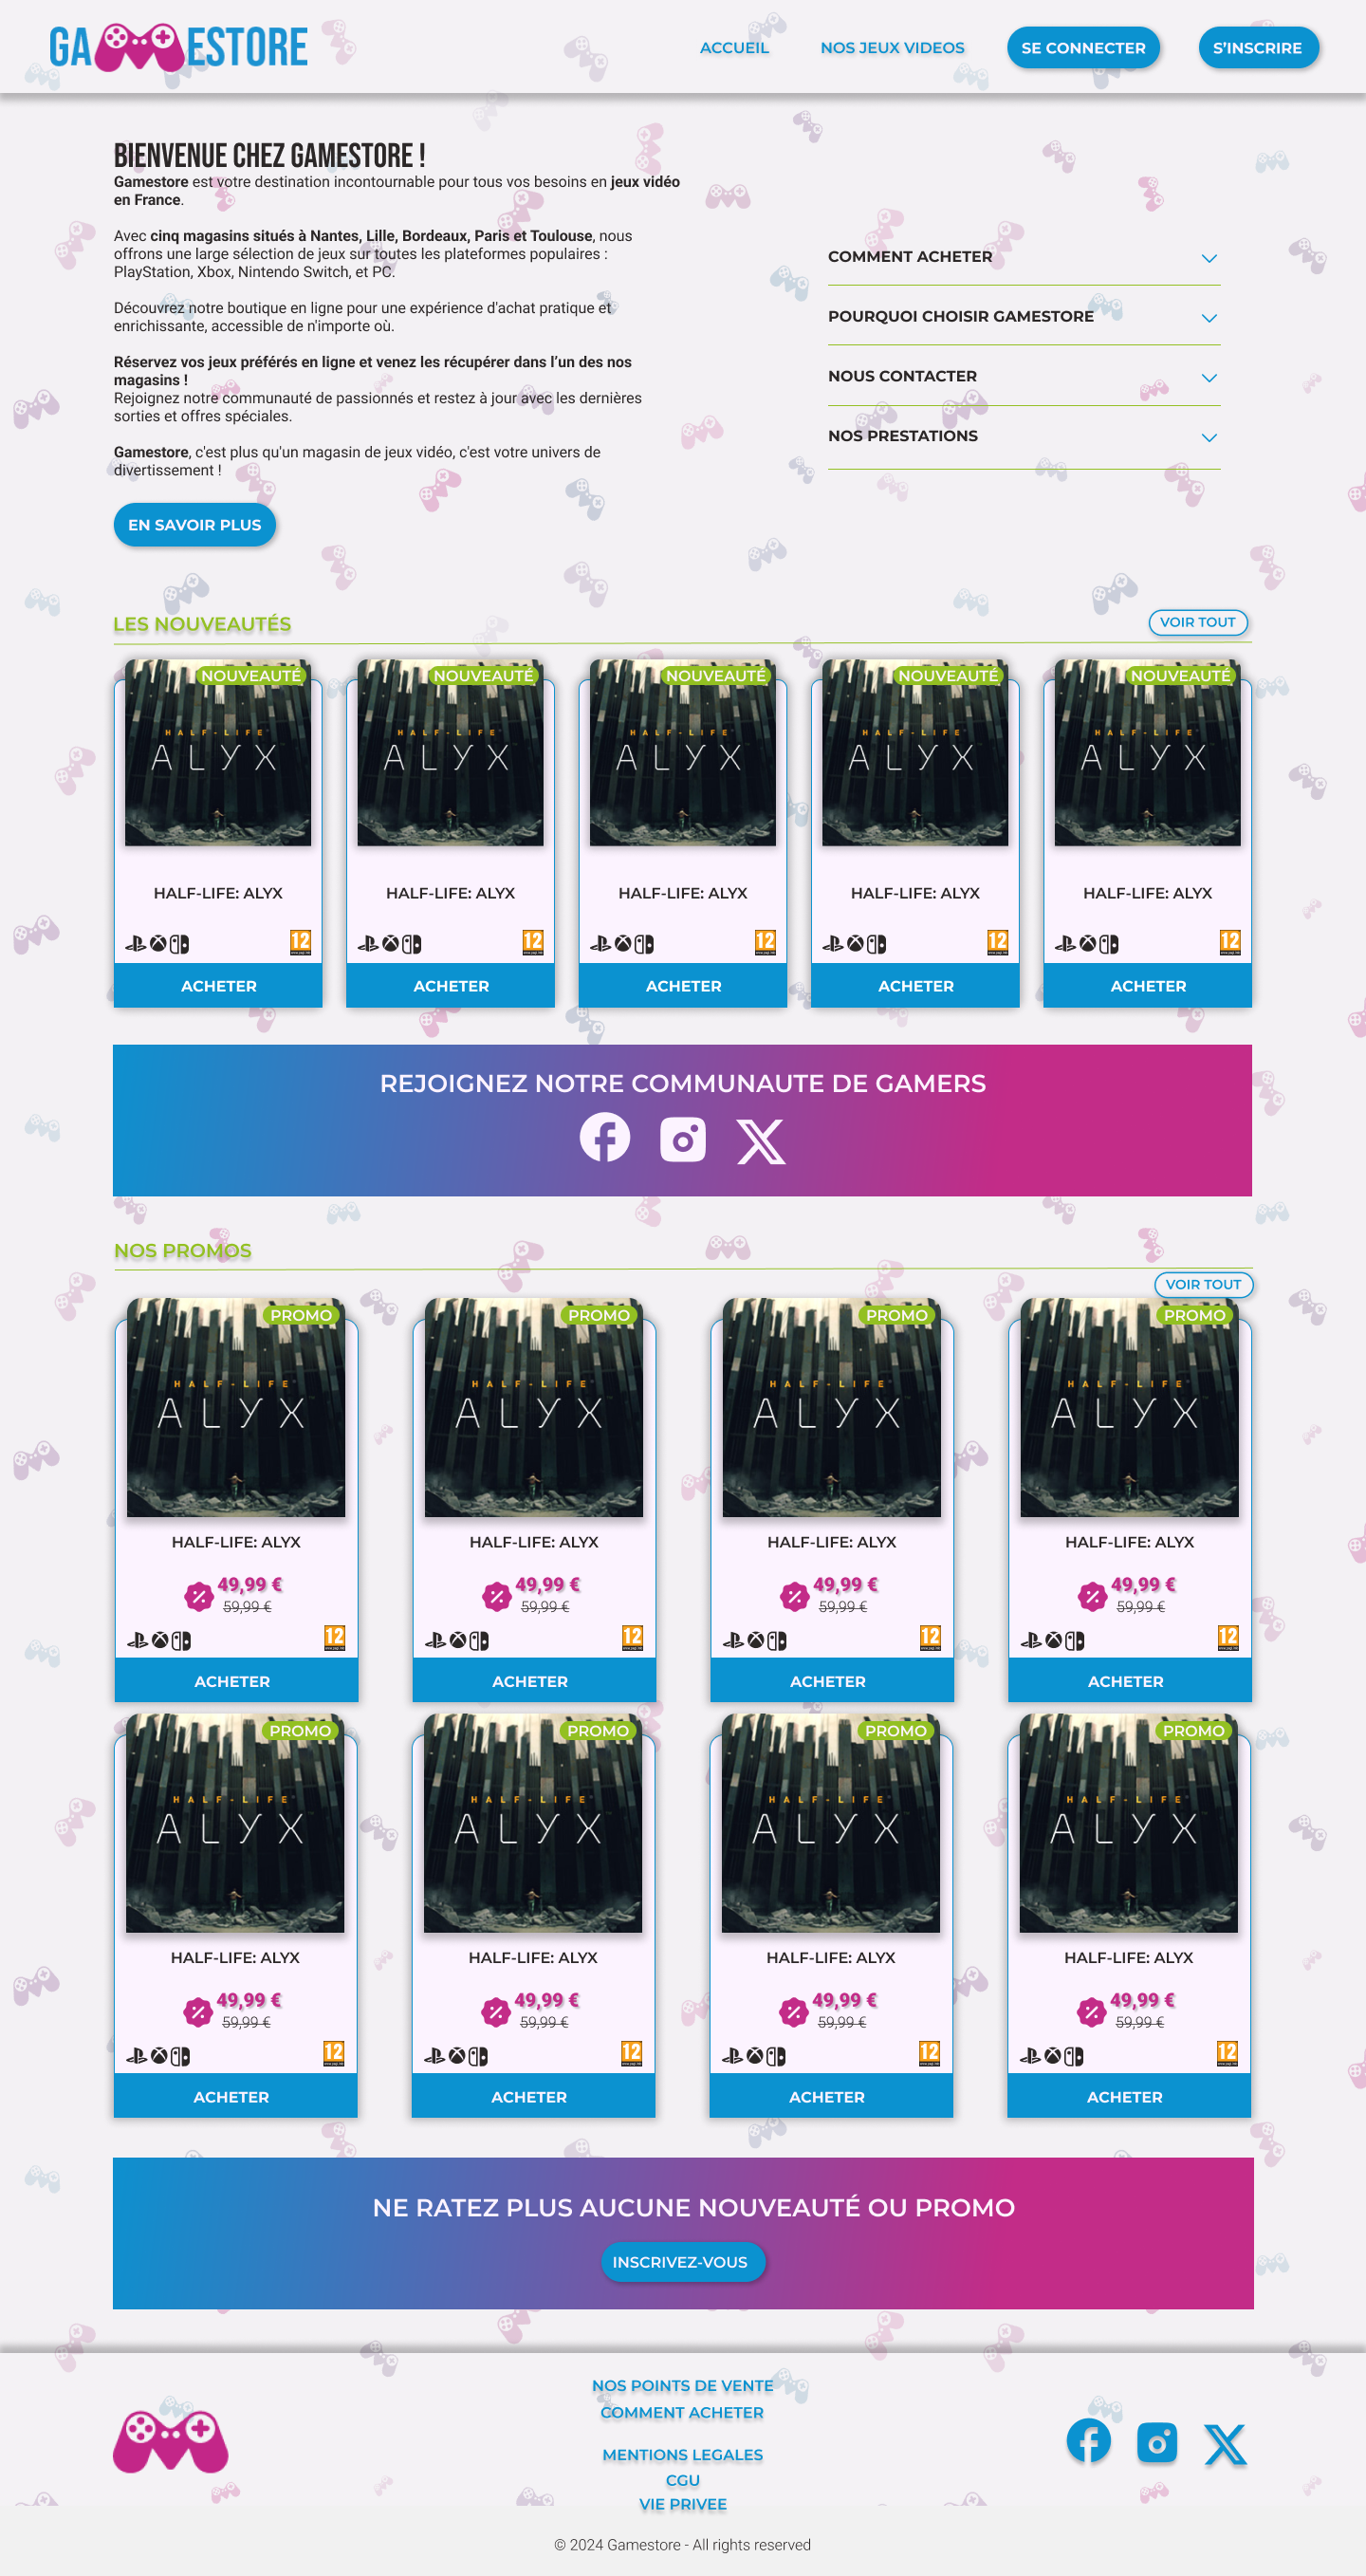 GA ESTORE
ACCUEIL
NOS JEUX VIDEOS
SE CONNECTER
S'INSCRIRE
BIENVENUE CHEZ GAMESTORE !
Gamestore est votre destination incontournable pour tous vos besoins en jeux vidéo
en France.
Avec cinq magasins situés à Nantes, Lille, Bordeaux, Paris et Toulouse, nous
offrons une large sélection de jeux sur toutes les plateformes populaires :
PlayStation, Xbox, Nintendo Switch, et PC.
Découvrez notre boutique en ligne pour une expérience d'achat pratique et
enrichissante, accessible de n'importe où.
Réservez vos jeux préférés en ligne et venez les récupérer dans l'un des nos
magasins !
Rejoignez notre communauté de passionnés et restez à jour avec les dernières
sorties et offres spéciales.
Gamestore, c'est plus qu'un magasin de jeux vidéo, c'est votre univers de
divertissement !
EN SAVOIR PLUS
COMMENT ACHETER
POURQUOI CHOISIR GAMESTORE
NOUS CONTACTER
NOS PRESTATIONS
LES NOUVEAUTÉS
VOIR TOUT
NOUVEAUTÉ
HALF-LIFE
ALYX
HALF-LIFE: ALYX
12
ACHETER
NOUVEAUTÉ
HALF-LIFE
ALYX
HALF-LIFE: ALYX
12
ACHETER
NOUVEAUTÉ
HALF-LIFE
ALYX
HALF-LIFE: ALYX
12
ACHETER
NOUVEAUTÉ
HALF-LIFE
ALYX
HALF-LIFE: ALYX
12
ACHETER
NOUVEAUTÉ
HALF-LIFE
ALYX
HALF-LIFE: ALYX
12
ACHETER
REJOIGNEZ NOTRE COMMUNAUTE DE GAMERS
NOS PROMOS
VOIR TOUT
PROMO
HALF-LIFE
ALYX
HALF-LIFE: ALYX
49,99 €
59,99 €
12
ACHETER
PROMO
HALF-LIFE
ALYX
HALF-LIFE: ALYX
49,99 €
59,99 €
12
ACHETER
PROMO
HALF-LIFE
ALYX
HALF-LIFE: ALYX
49,99 €
59,99 €
12
ACHETER
PROMO
HALF-LIFE
ALYX
HALF-LIFE: ALYX
49,99 €
59,99 €
12
ACHETER
PROMO
HALF-LIFE
ALYX
HALF-LIFE: ALYX
49,99 €
59,99 €
12
ACHETER
PROMO
HALF-LIFE
ALYX
HALF-LIFE: ALYX
49,99 €
59,99 €
12
ACHETER
PROMO
HALF-LIFE
ALYX
HALF-LIFE: ALYX
49,99 €
59,99 €
12
ACHETER
PROMO
HALF-LIFE
ALYX
HALF-LIFE: ALYX
49,99 €
59,99 €
12
ACHETER
NE RATEZ PLUS AUCUNE NOUVEAUTÉ OU PROMO
INSCRIVEZ-VOUS
NOS POINTS DE VENTE
COMMENT ACHETER
MENTIONS LEGALES
CGU
VIE PRIVEE
© 2024 Gamestore - All rights reserved